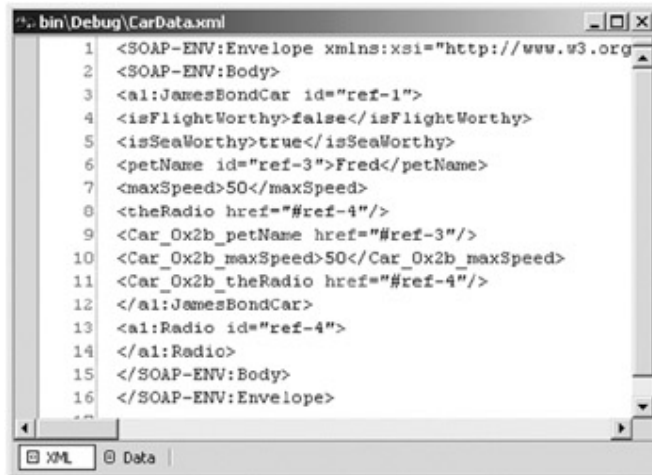 bin\Debug\CarData.xml
1 <SOAP-ENV:Envelope xmlns:xsi="http://www.w3.org
2 <SOAP-ENV:Body>
3 <a1:JamesBondCar id="ref-1">
4 <isFlightWorthy>false</isFlightWorthy>
5 <isSeaWorthy>true</isSeaWorthy>
6 <petName id="ref-3">Fred</petName>
7 <maxSpeed>50</maxSpeed>
8 <theRadio href="#ref-4"/>
9 <Car_0x2b_petName href="#ref-3"/>
10 <Car_0x2b_maxSpeed>50</Car_0x2b_maxSpeed>
11 <Car_0x2b_theRadio href="#ref-4"/>
12 </a1:JamesBondCar>
13 <a1:Radio id="ref-4">
14 </a1:Radio>
15 </SOAP-ENV:Body>
16 </SOAP-ENV:Envelope>
XML Data